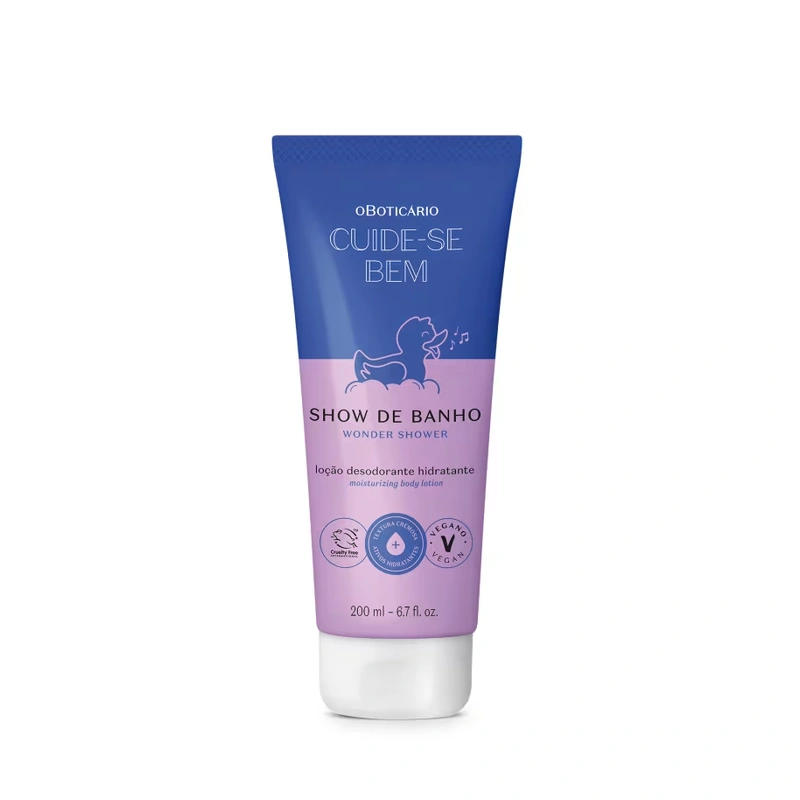 oBoticário
CUIDE-SE
BEM
SHOW DE BANHO
WONDER SHOWER
loção desodorante hidratante
moisturizing body lotion
Cruelty Free
INTERNATIONAL
TEXTURA CREMOSA
ATIVOS HIDRATANTES
VEGANO
VEGAN
200 ml – 6.7 fl. oz.